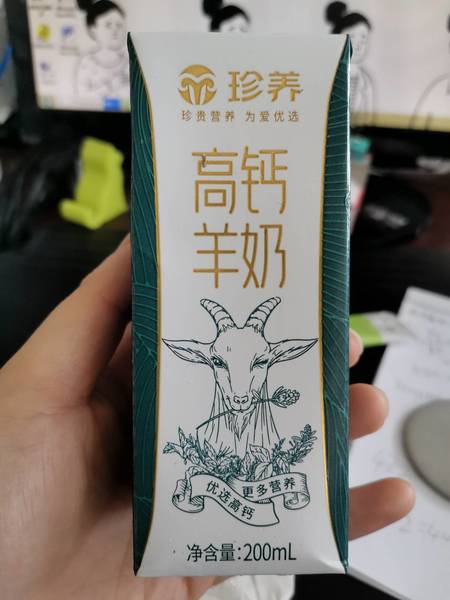 珍养
珍贵营养 为爱优选
高钙
羊奶
优选高钙 更多营养
净含量:200mL